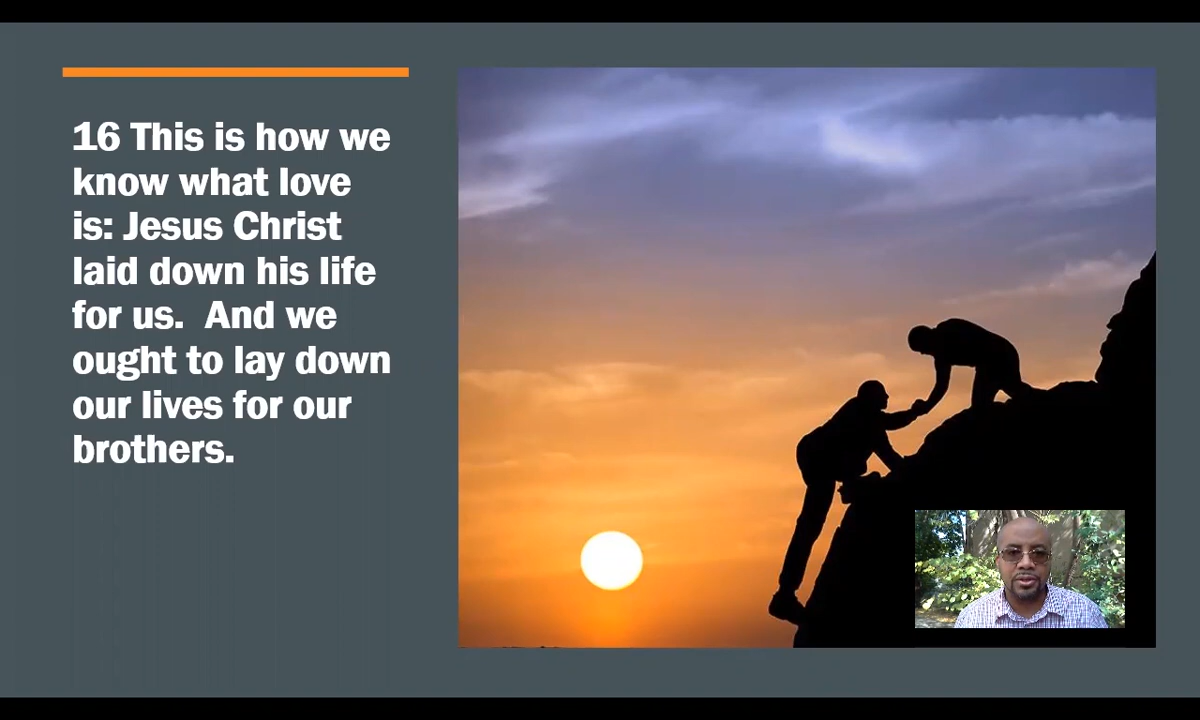 16 This is how we
know what love
is: Jesus Christ
laid down his life
for us.  And we
ought to lay down
our lives for our
brothers.